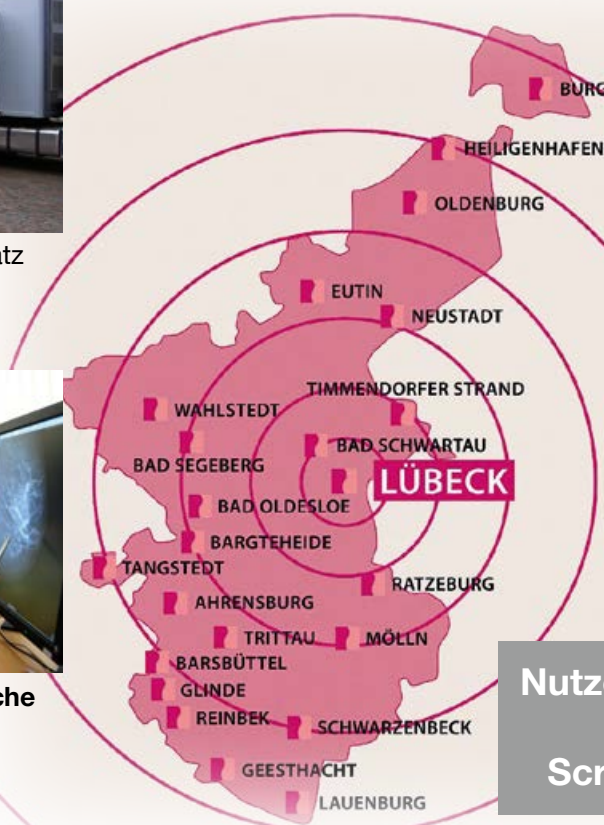 BURG
HEILIGENHAFEN
OLDENBURG
EUTIN
NEUSTADT
TIMMENDORFER STRAND
WAHLSTEDT
BAD SCHWARTAU
BAD SEGEBERG
LÜBECK
BAD OLDESLOE
BARGTEHEIDE
TANGSTEDT
RATZEBURG
AHRENSBURG
TRITTAU
MÖLLN
BARSBÜTTEL
GLINDE
REINBEK
SCHWARZENBECK
GEESTHACHT
LAUENBURG